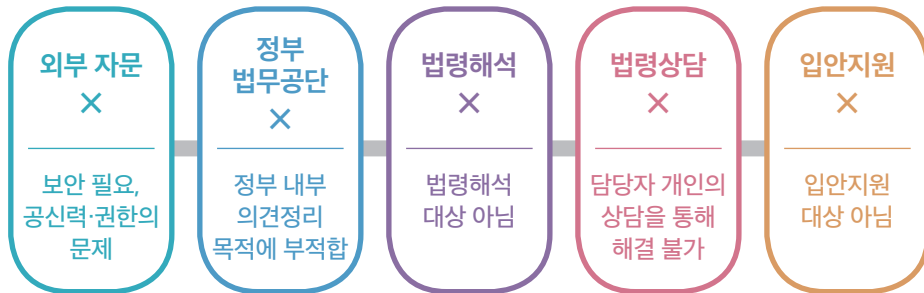 외부 자문
×
보안 필요,
공신력·권한의
문제
정부
법무공단
×
정부 내부
의견정리
목적에 부적합
법령해석
×
법령해석
대상 아님
법령상담
×
담당자 개인의
상담을 통해
해결 불가
입안지원
×
입안지원
대상 아님